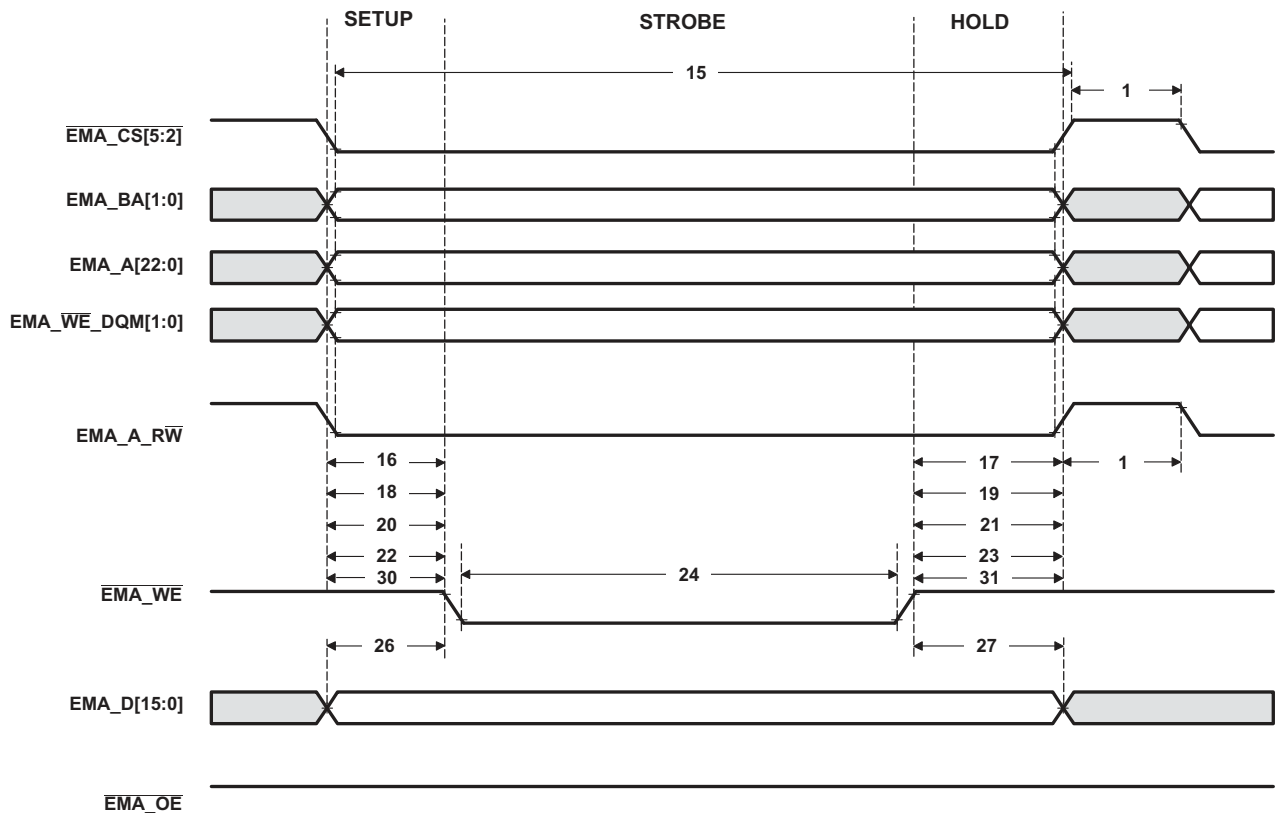 SETUP STROBE HOLD
15
1
EMA_CS[5:2]
EMA_BA[1:0]
EMA_A[22:0]
EMA_WE_DQM[1:0]
EMA_A_RW
16 17 1
18 19
20 21
22 23
24
30 31
EMA_WE
26 27
EMA_D[15:0]
EMA_OE